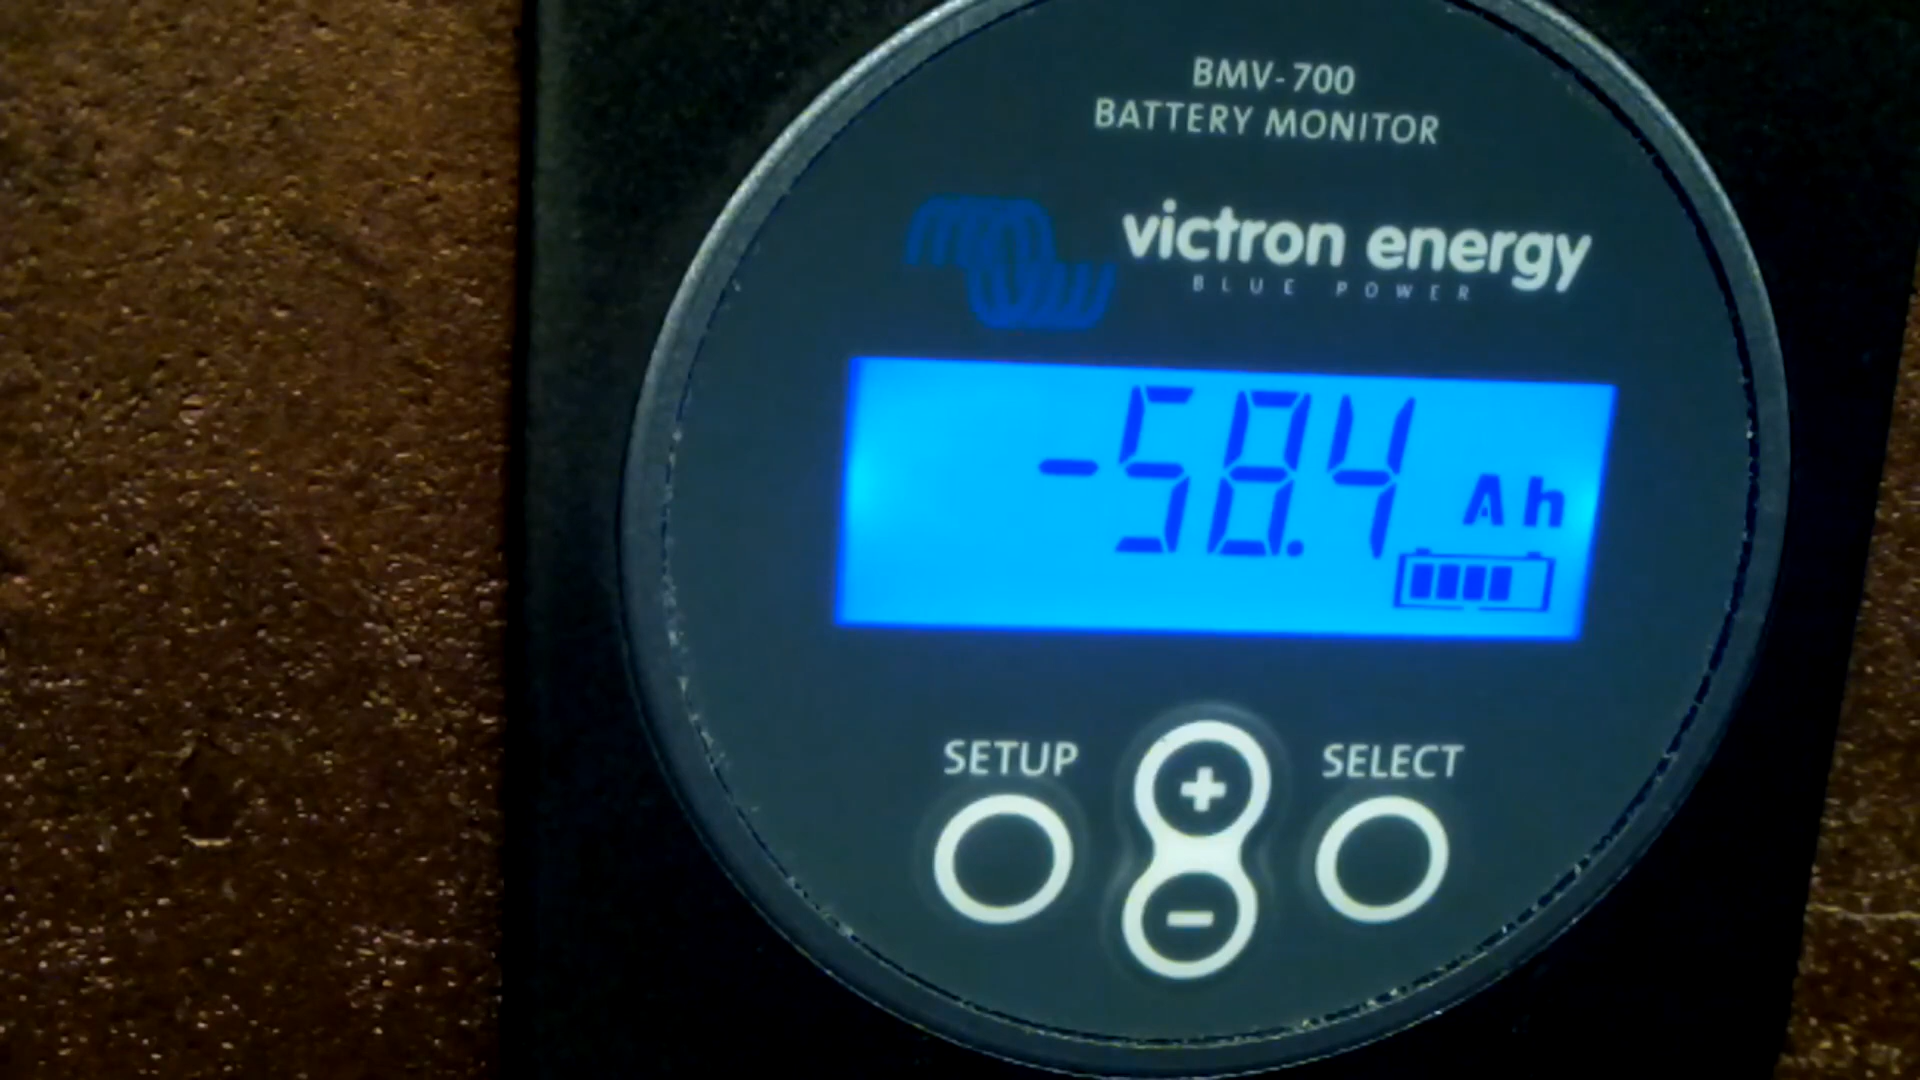 BMV-700
BATTERY MONITOR
victron energy
BLUE POWER
-58.4 Ah
SETUP
+
SELECT
-